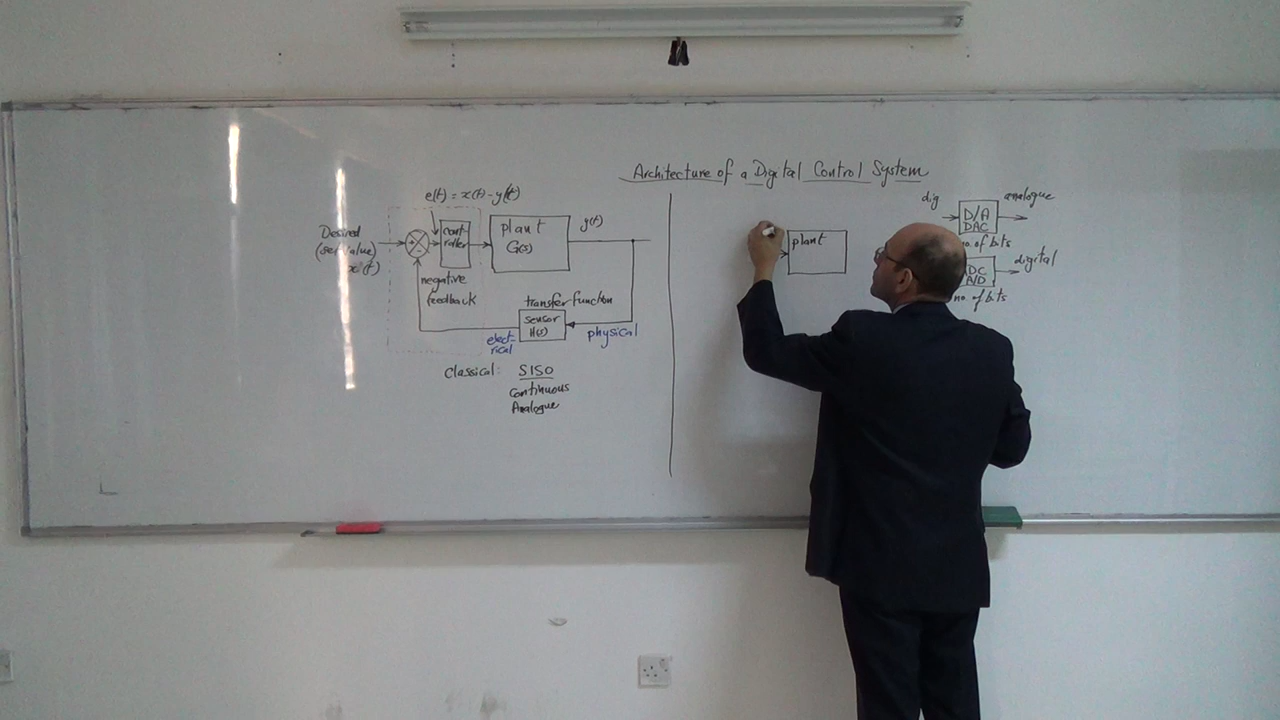 Architecture of a Digital Control System
e(t) = x(t) - y(t)
Desired
(set value)
x(t)
+
-
cont-
roller
plant
G(s)
y(t)
negative
feedback
transfer function
sensor
H(s)
elect-
rical
physical
Classical: SISO
Continuous
Analogue
plant
dig
D/A
DAC
analogue
no. of bits
DC
A/D
digital
no. of bits